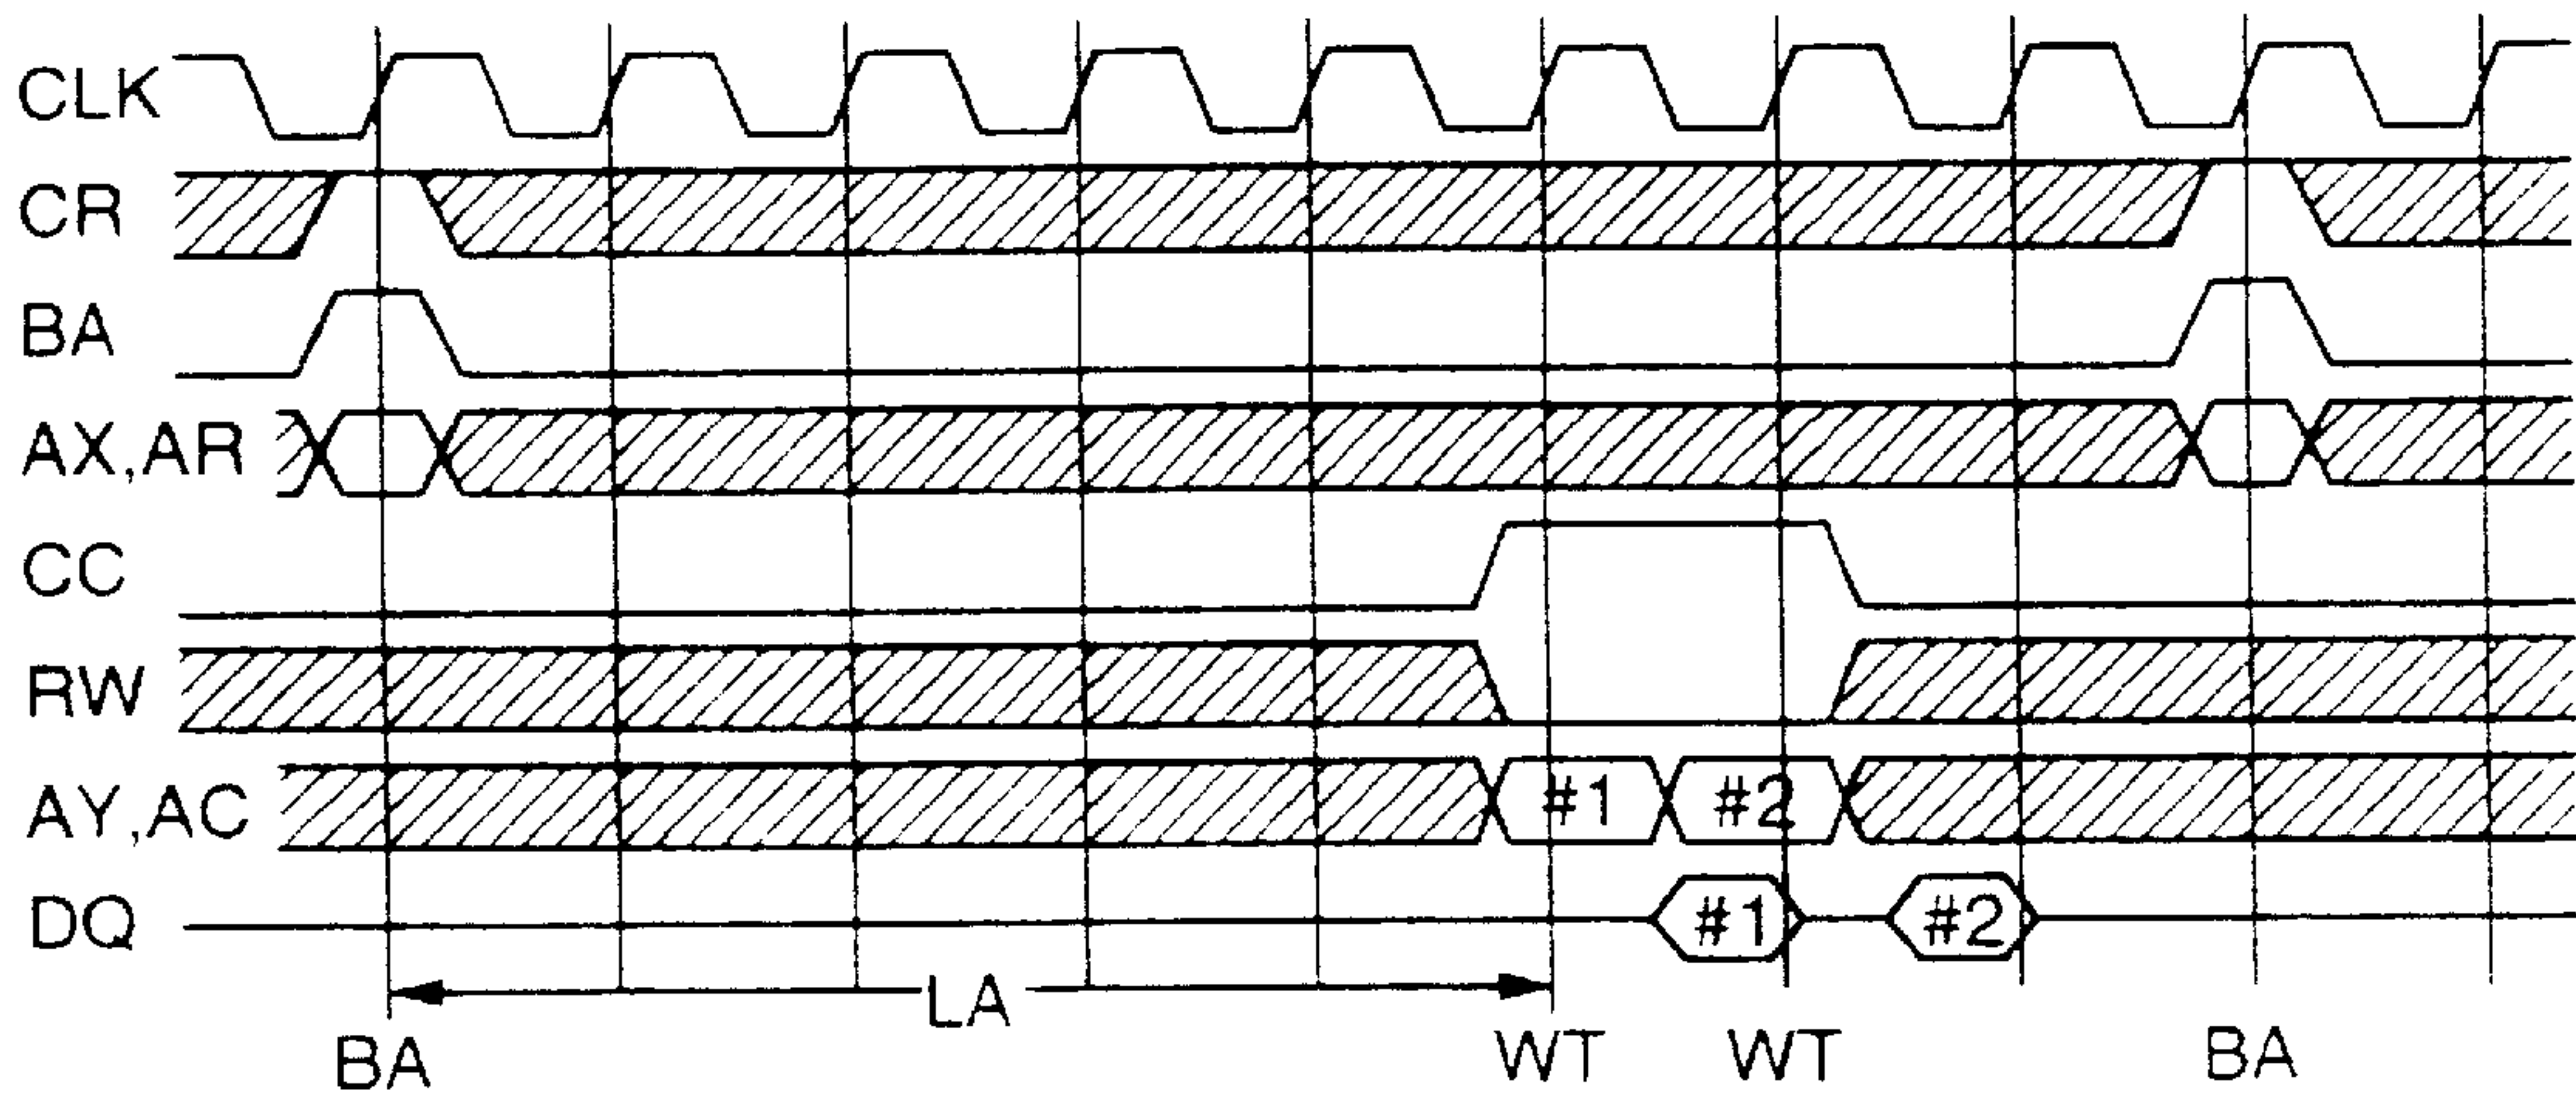 CLK
CR
BA
AX,AR
CC
RW
AY,AC #1 #2
DQ #1 #2
LA
BA WT WT BA